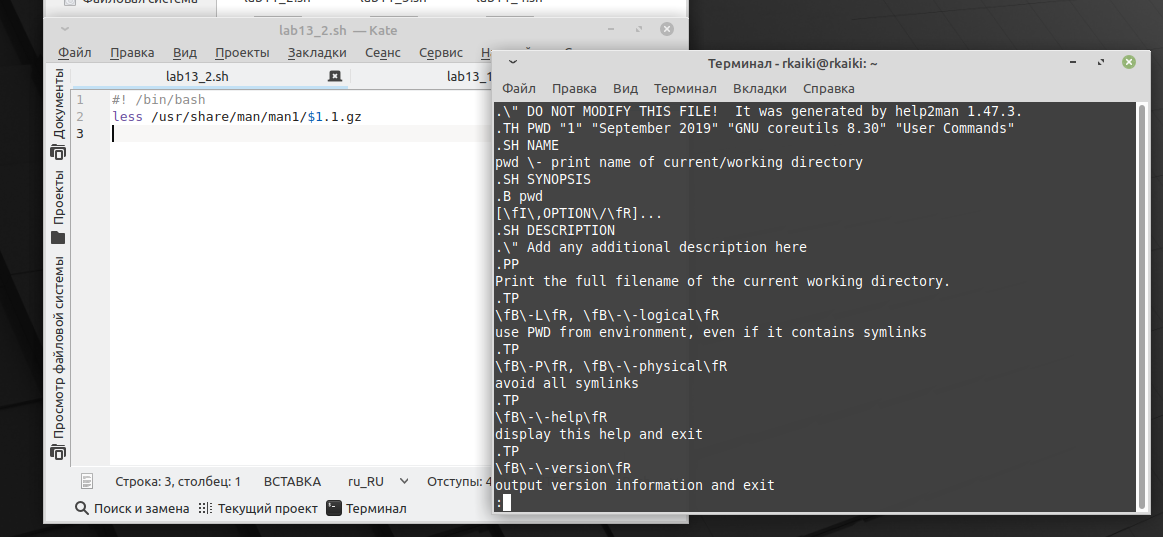 Файловая система
lab13_2.sh — Kate
Файл Правка Вид Проекты Закладки Сеанс Сервис
lab13_2.sh
lab13_1
Документы
Проекты
Просмотр файловой системы
1 #! /bin/bash
2 less /usr/share/man/man1/$1.1.gz
3
Строка: 3, столбец: 1 ВСТАВКА ru_RU Отступы: 4
Поиск и замена Текущий проект Терминал
Терминал - rkaiki@rkaiki: ~
Файл Правка Вид Терминал Вкладки Справка
.\" DO NOT MODIFY THIS FILE!  It was generated by help2man 1.47.3.
.TH PWD "1" "September 2019" "GNU coreutils 8.30" "User Commands"
.SH NAME
pwd \- print name of current/working directory
.SH SYNOPSIS
.B pwd
[\fI\,OPTION\/\fR]...
.SH DESCRIPTION
.\" Add any additional description here
.PP
Print the full filename of the current working directory.
.TP
\fB\-L\fR, \fB\-\-logical\fR
use PWD from environment, even if it contains symlinks
.TP
\fB\-P\fR, \fB\-\-physical\fR
avoid all symlinks
.TP
\fB\-\-help\fR
display this help and exit
.TP
\fB\-\-version\fR
output version information and exit
: